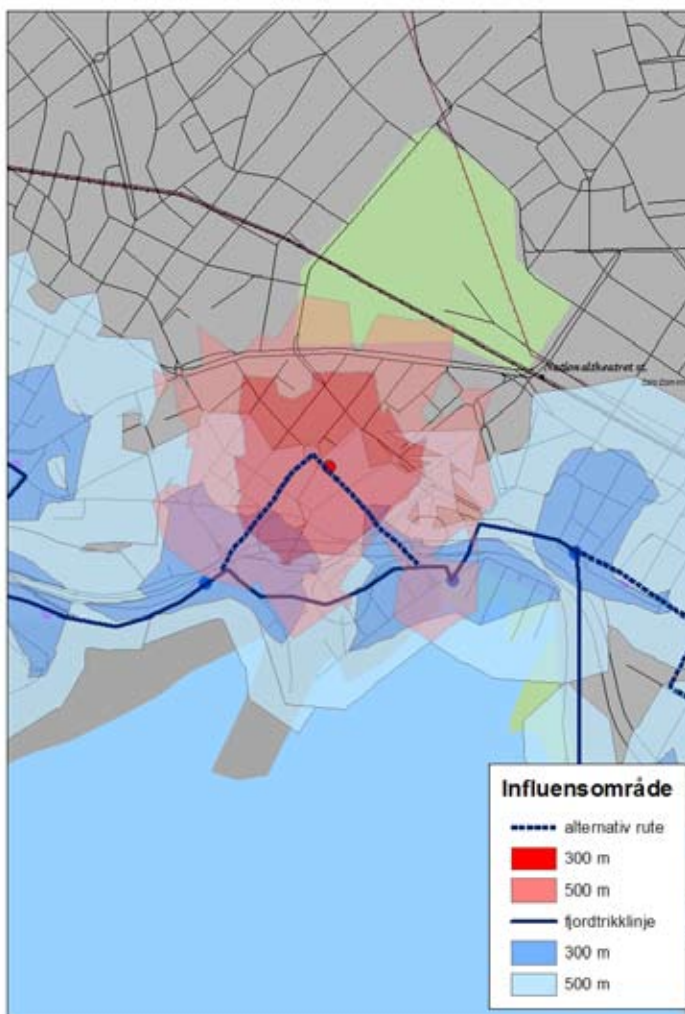 Nationaltheatret st.
Influensområde
alternativ rute
300 m
500 m
fjordtrikklinje
300 m
500 m